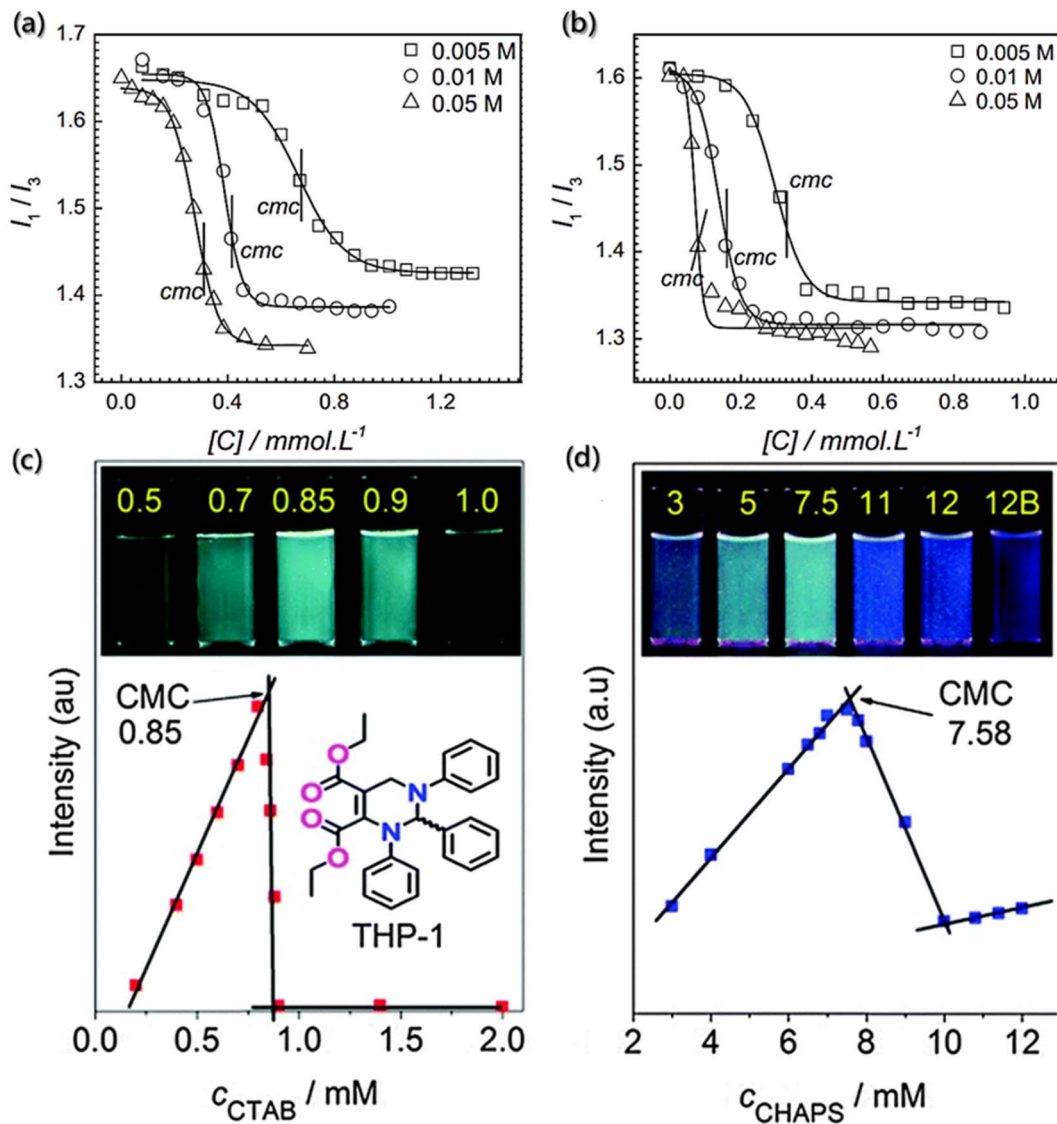 (a)
1.7
1.6
1.5
1.4
1.3
I1 / I3
0.005 M
0.01 M
0.05 M
cmc
cmc
cmc
0.0 0.4 0.8 1.2
[C] / mmol.L-1
(b)
1.6
1.5
1.4
1.3
I1 / I3
0.005 M
0.01 M
0.05 M
cmc
cmc
cmc
0.0 0.2 0.4 0.6 0.8 1.0
[C] / mmol.L-1
(c)
0.5 0.7 0.85 0.9 1.0
CMC
0.85
Intensity (au)
O
O
O
O
N
N
THP-1
0.0 0.5 1.0 1.5 2.0
cCTAB / mM
(d)
3 5 7.5 11 12 12B
CMC
7.58
Intensity (a.u)
2 4 6 8 10 12
cCHAPS / mM